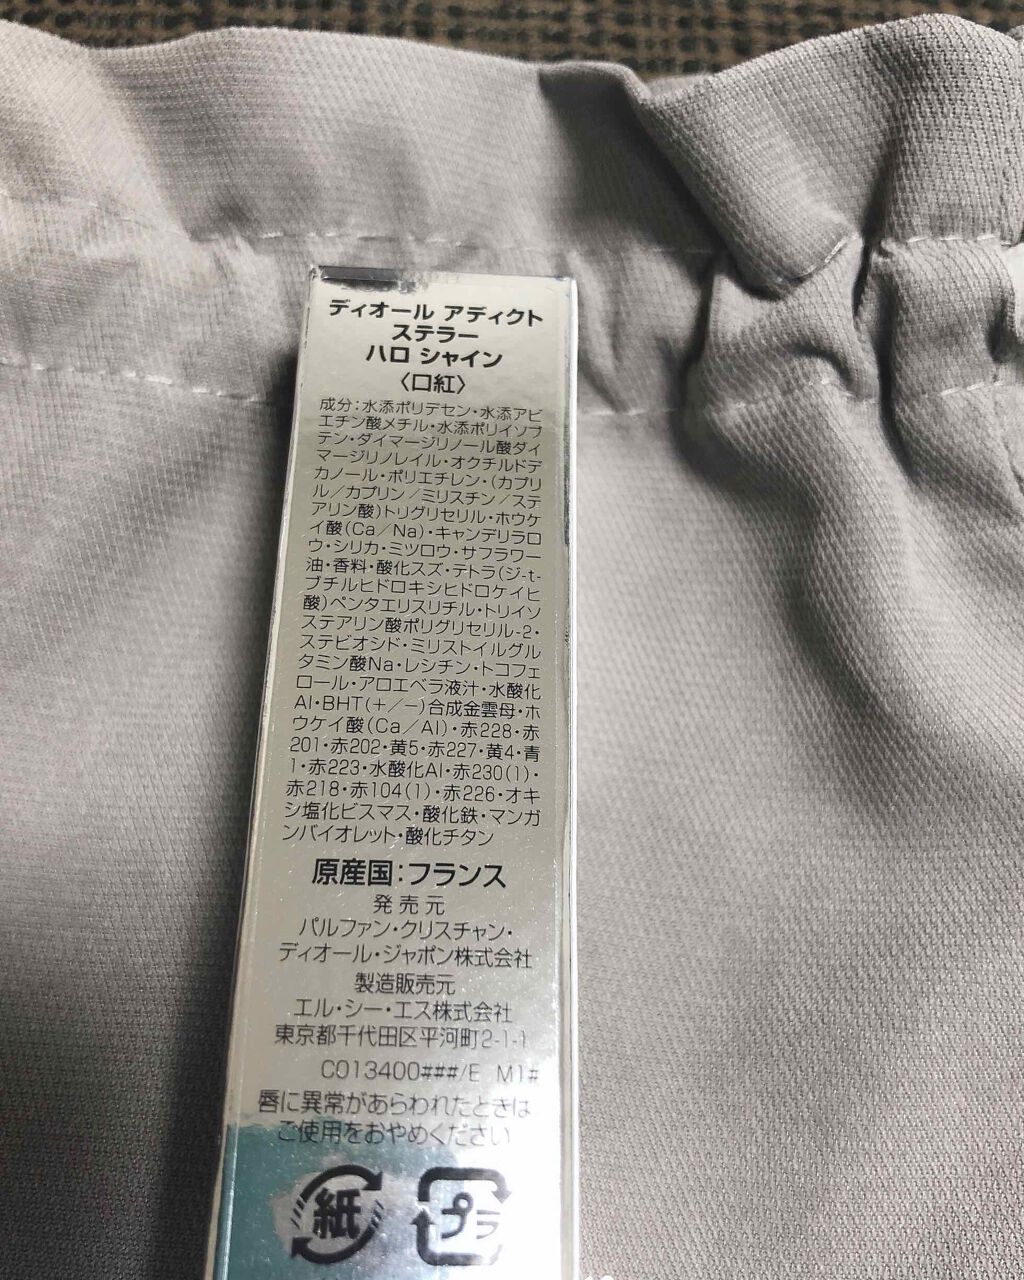 ディオール アディクト
ステラー
ハロ シャイン
〈口紅〉
成分:水添ポリデセン・水添アビ
エチン酸メチル・水添ポリイソブ
テン・ダイマージリノール酸ダイ
マージリノレイル・オクチルドデ
カノール・ポリエチレン・(カプリ
ル/カプリン/ミリスチン/ステ
アリン酸)トリグリセリル・ホウケ
イ酸(Ca/Na)・キャンデリラロ
ウ・シリカ・ミツロウ・サフラワー
油・香料・酸化スズ・テトラ(ジ-t-
ブチルヒドロキシヒドロケイヒ
酸)ペンタエリスリチル・トリイソ
ステアリン酸ポリグリセリル-2・
ステビオシド・ミリストイルグル
タミン酸Na・レシチン・トコフェ
ロール・アロエベラ液汁・水酸化
Al・BHT(+/-)合成金雲母・ホ
ウケイ酸(Ca/Al)・赤228・赤
201・赤202・黄5・赤227・黄4・青
1・赤223・水酸化Al・赤230(1)・
赤218・赤104(1)・赤226・オキ
シ塩化ビスマス・酸化鉄・マンガ
ンバイオレット・酸化チタン
原産国:フランス
発売元
パルファン・クリスチャン・
ディオール・ジャポン株式会社
製造販売元
エル・シー・エス株式会社
東京都千代田区平河町2-1-1
C013400###/E M1#
唇に異常があらわれたときは
ご使用をおやめください
紙 プラ